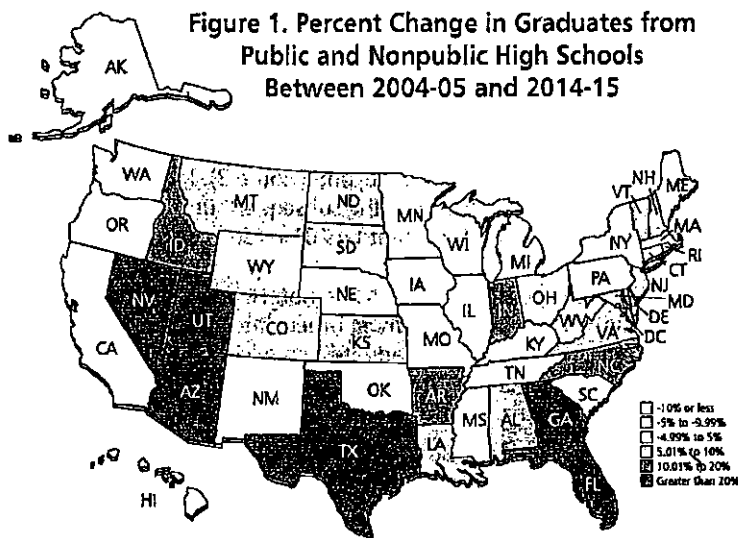 Figure 1. Percent Change in Graduates from
Public and Nonpublic High Schools
Between 2004-05 and 2014-15
AK
WA
OR
CA
NV
ID
UT
AZ
MT
WY
CO
NM
ND
SD
NE
KS
OK
TX
MN
IA
MO
AR
LA
WI
IL
MI
OH
KY
TN
MS
AL
GA
FL
SC
NC
VA
WV
PA
NY
VT
NH
ME
MA
RI
CT
NJ
MD
DE
DC
HI
-10% or less
-5% to -9.99%
-4.99% to 5%
5.01% to 10%
10.01% to 20%
Greater than 20%